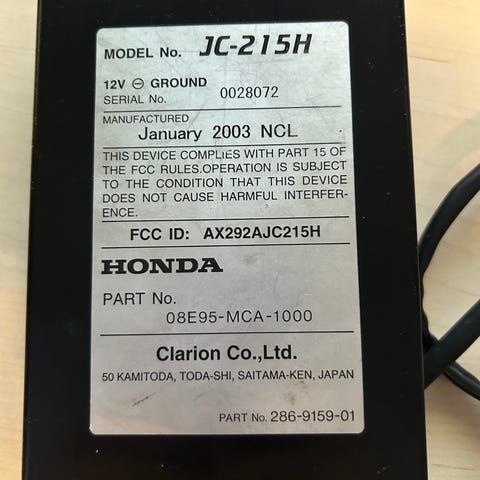 MODEL No. JC-215H
12V ⊖ GROUND
SERIAL No. 0028072
MANUFACTURED
January 2003 NCL
THIS DEVICE COMPLIES WITH PART 15 OF
THE FCC RULES.OPERATION IS SUBJECT
TO THE CONDITION THAT THIS DEVICE
DOES NOT CAUSE HARMFUL INTERFER-
ENCE.
FCC ID: AX292AJC215H
HONDA
PART No.
08E95-MCA-1000
Clarion Co.,Ltd.
50 KAMITODA, TODA-SHI, SAITAMA-KEN, JAPAN
PART No. 286-9159-01